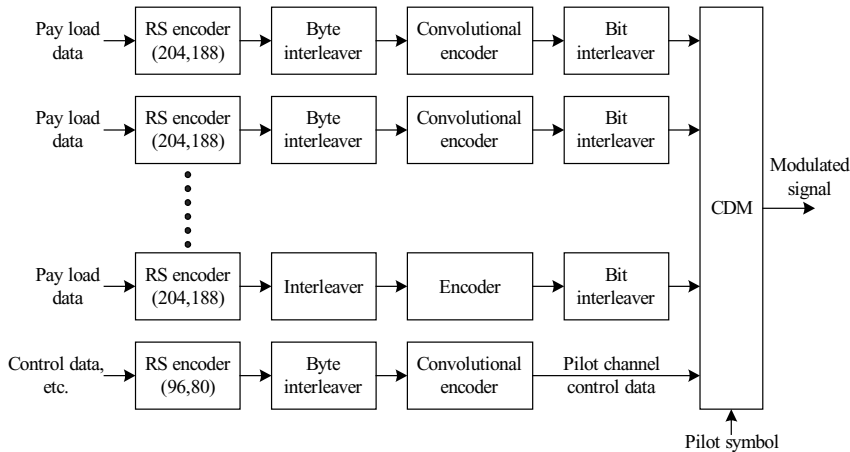 Pay load
data
RS encoder
(204,188)
Byte
interleaver
Convolutional
encoder
Bit
interleaver
Pay load
data
RS encoder
(204,188)
Byte
interleaver
Convolutional
encoder
Bit
interleaver
CDM
Modulated
signal
Pay load
data
RS encoder
(204,188)
Interleaver
Encoder
Bit
interleaver
Control data,
etc.
RS encoder
(96,80)
Byte
interleaver
Convolutional
encoder
Pilot channel
control data
Pilot symbol